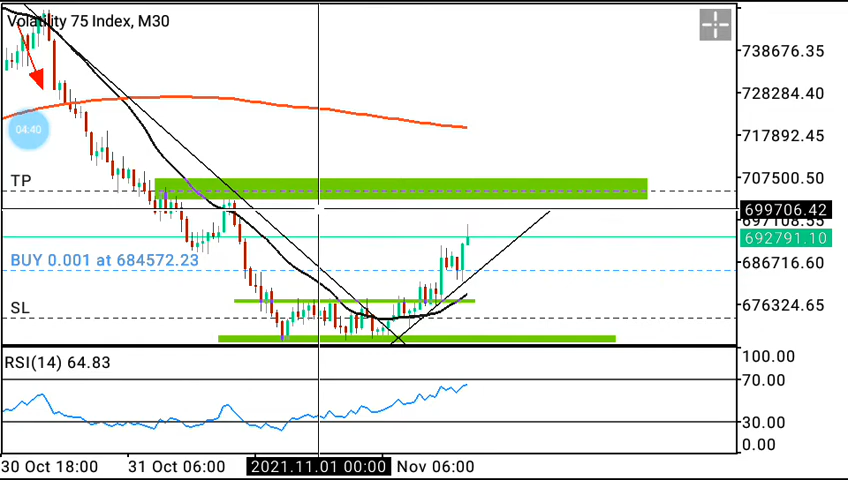 Volatility 75 Index, M30
738676.35
728284.40
04:40
717892.45
TP
707500.50
699706.42
697108.55
692791.10
BUY 0.001 at 684572.23
686716.60
SL
676324.65
RSI(14) 64.83
100.00
70.00
30.00
0.00
30 Oct 18:00
31 Oct 06:00
2021.11.01 00:00
Nov 06:00